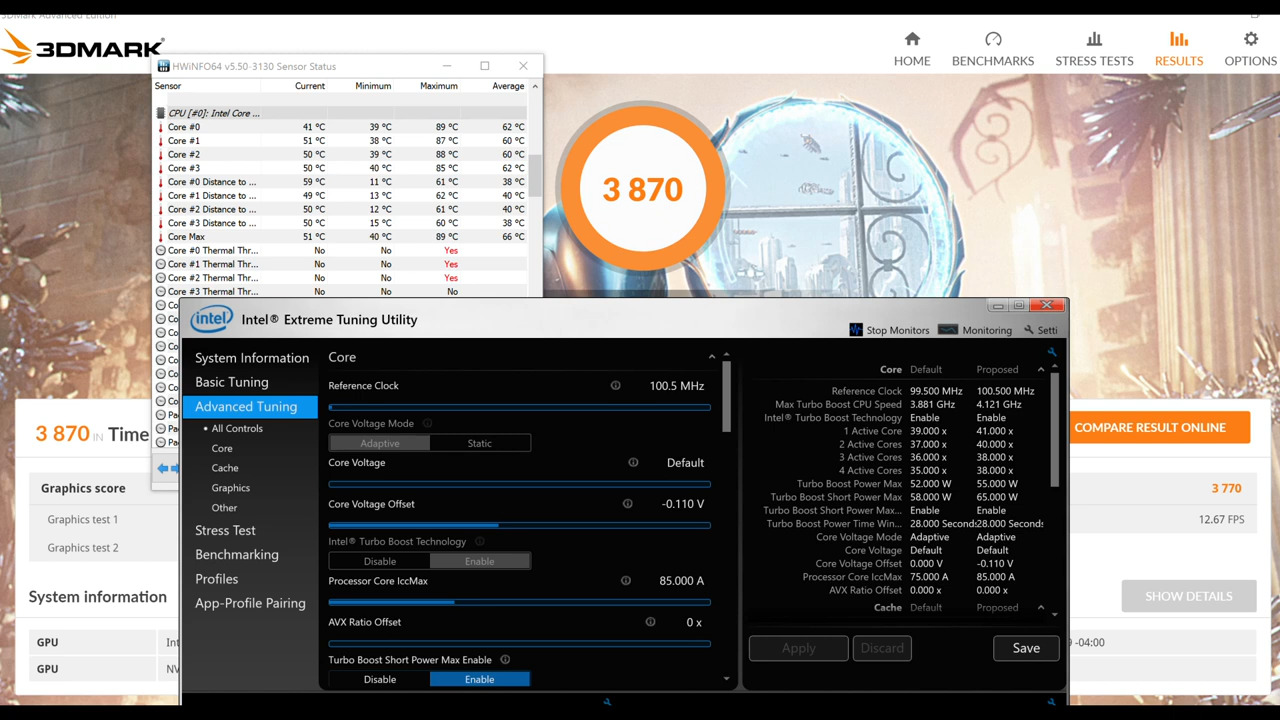 3DMark Advanced Edition
3DMARK
HOME BENCHMARKS STRESS TESTS RESULTS OPTIONS
HWiNFO64 v5.50-3130 Sensor Status
Sensor Current Minimum Maximum Average
CPU [#0]: Intel Core ...
Core #0 41 °C 39 °C 89 °C 62 °C
Core #1 51 °C 38 °C 87 °C 60 °C
Core #2 50 °C 39 °C 88 °C 60 °C
Core #3 50 °C 40 °C 85 °C 62 °C
Core #0 Distance to ... 59 °C 11 °C 61 °C 38 °C
Core #1 Distance to ... 49 °C 13 °C 62 °C 40 °C
Core #2 Distance to ... 50 °C 12 °C 61 °C 40 °C
Core #3 Distance to ... 50 °C 15 °C 60 °C 38 °C
Core Max 51 °C 40 °C 89 °C 66 °C
Core #0 Thermal Thr... No No Yes
Core #1 Thermal Thr... No No Yes
Core #2 Thermal Thr... No No Yes
Core #3 Thermal Thr... No No No
3 870
3 870 IN Time
Graphics score
Graphics test 1
Graphics test 2
System information
GPU Int
GPU NV
intel Intel® Extreme Tuning Utility
Stop Monitors Monitoring Setti
System Information
Basic Tuning
Advanced Tuning
• All Controls
Core
Cache
Graphics
Other
Stress Test
Benchmarking
Profiles
App-Profile Pairing
Core
Reference Clock 100.5 MHz
Core Voltage Mode
Adaptive Static
Core Voltage Default
Core Voltage Offset -0.110 V
Intel® Turbo Boost Technology
Disable Enable
Processor Core IccMax 85.000 A
AVX Ratio Offset 0 x
Turbo Boost Short Power Max Enable
Disable Enable
Core Default Proposed
Reference Clock 99.500 MHz 100.500 MHz
Max Turbo Boost CPU Speed 3.881 GHz 4.121 GHz
Intel® Turbo Boost Technology Enable Enable
1 Active Core 39.000 x 41.000 x
2 Active Cores 37.000 x 40.000 x
3 Active Cores 36.000 x 38.000 x
4 Active Cores 35.000 x 38.000 x
Turbo Boost Power Max 52.000 W 55.000 W
Turbo Boost Short Power Max 58.000 W 65.000 W
Turbo Boost Short Power Max... Enable Enable
Turbo Boost Power Time Win... 28.000 Seconds 28.000 Seconds
Core Voltage Mode Adaptive Adaptive
Core Voltage Default Default
Core Voltage Offset 0.000 V -0.110 V
Processor Core IccMax 75.000 A 85.000 A
AVX Ratio Offset 0.000 x 0.000 x
Cache Default Proposed
Apply Discard Save
COMPARE RESULT ONLINE
3 770
12.67 FPS
SHOW DETAILS
-04:00